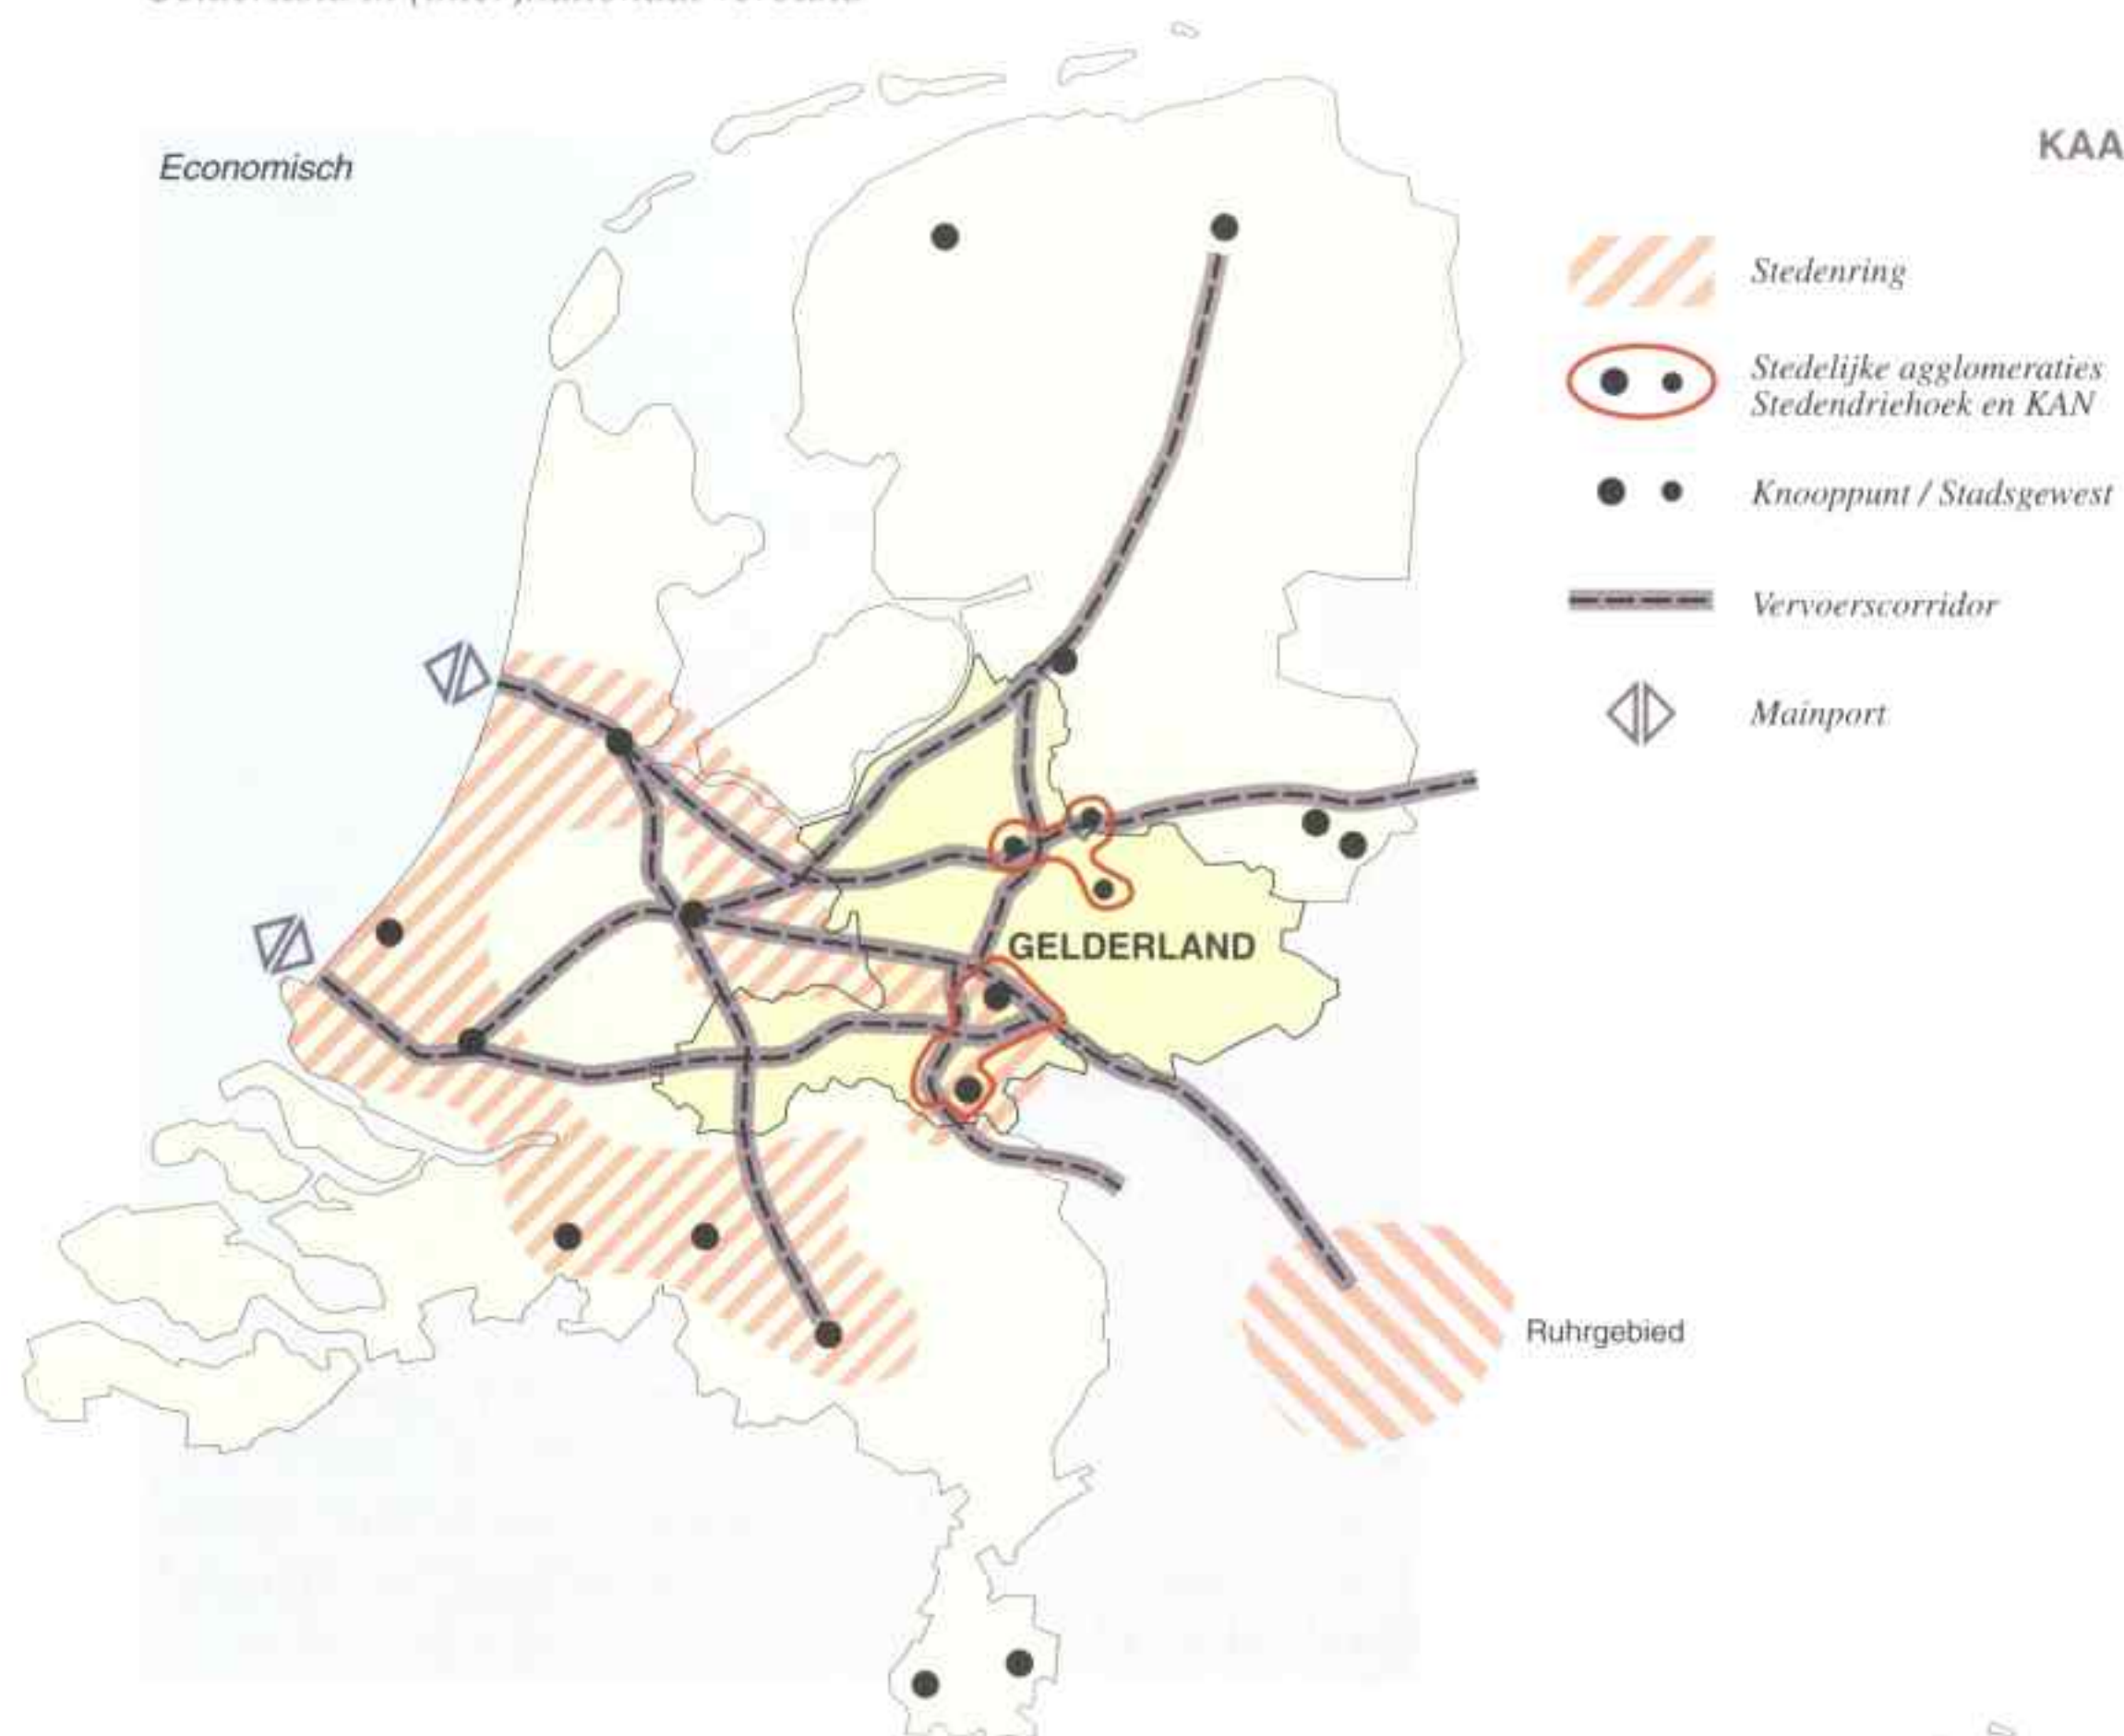 Economisch
KAA
Stedenring
Stedelijke agglomeraties
Stedendriehoek en KAN
Knooppunt / Stadsgewest
Vervoerscorridor
Mainport
GELDERLAND
Ruhrgebied